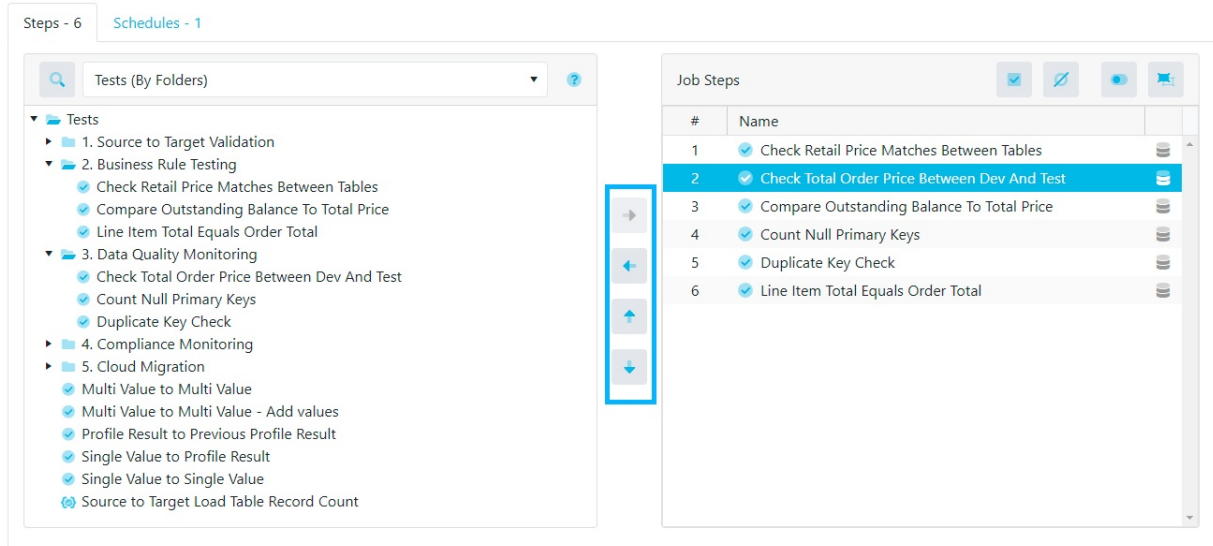 Steps - 6
Schedules - 1
Tests (By Folders)
?
Tests
1. Source to Target Validation
2. Business Rule Testing
Check Retail Price Matches Between Tables
Compare Outstanding Balance To Total Price
Line Item Total Equals Order Total
3. Data Quality Monitoring
Check Total Order Price Between Dev And Test
Count Null Primary Keys
Duplicate Key Check
4. Compliance Monitoring
5. Cloud Migration
Multi Value to Multi Value
Multi Value to Multi Value - Add values
Profile Result to Previous Profile Result
Single Value to Profile Result
Single Value to Single Value
Source to Target Load Table Record Count
Job Steps
# Name
1 Check Retail Price Matches Between Tables
2 Check Total Order Price Between Dev And Test
3 Compare Outstanding Balance To Total Price
4 Count Null Primary Keys
5 Duplicate Key Check
6 Line Item Total Equals Order Total